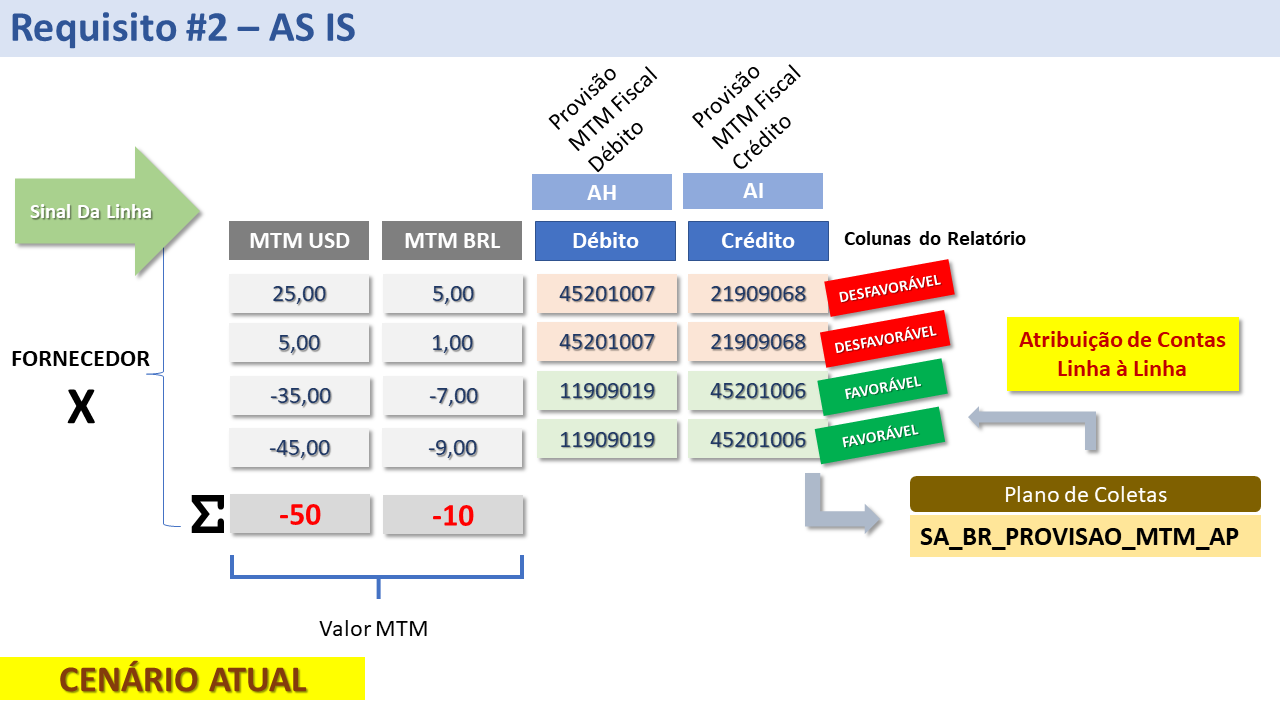 Requisito #2 – AS IS
Provisão
MTM Fiscal
Débito
Provisão
MTM Fiscal
Crédito
Sinal Da Linha
AH
AI
MTM USD
MTM BRL
Débito
Crédito
Colunas do Relatório
25,00
5,00
45201007
21909068
DESFAVORÁVEL
5,00
1,00
45201007
21909068
DESFAVORÁVEL
FORNECEDOR
X
Atribuição de Contas
Linha à Linha
-35,00
-7,00
11909019
45201006
FAVORÁVEL
-45,00
-9,00
11909019
45201006
FAVORÁVEL
Σ
-50
-10
Plano de Coletas
SA_BR_PROVISAO_MTM_AP
Valor MTM
CENÁRIO ATUAL